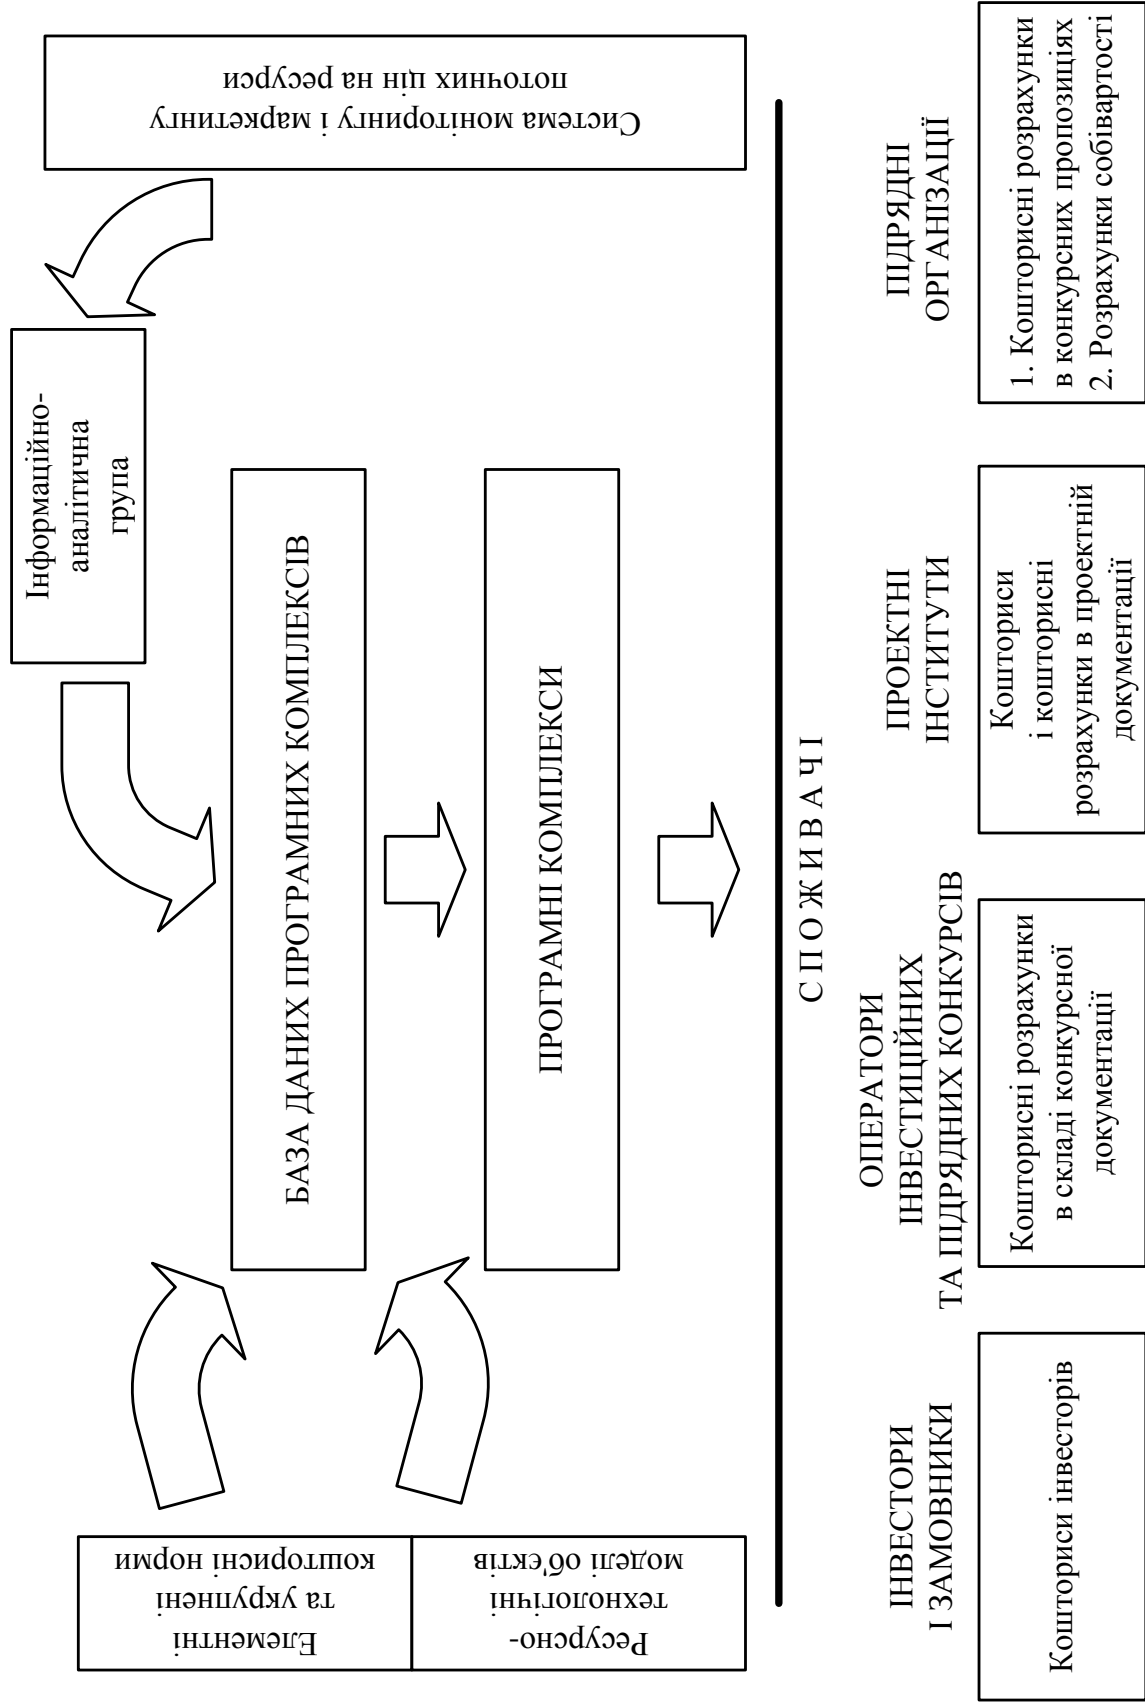 Елементні
та укрупнені
кошторисні норми
Ресурсно-
технологічні
моделі об'єктів
Інформаційно-
аналітична
група
Система моніторингу і маркетингу
поточних цін на ресурси
БАЗА ДАНИХ ПРОГРАМНИХ КОМПЛЕКСІВ
ПРОГРАМНІ КОМПЛЕКСИ
С П О Ж И В А Ч І
ІНВЕСТОРИ
І ЗАМОВНИКИ
Кошториси інвесторів
ОПЕРАТОРИ
ІНВЕСТИЦІЙНИХ
ТА ПІДРЯДНИХ КОНКУРСІВ
Кошторисні розрахунки
в складі конкурсної
документації
ПРОЕКТНІ
ІНСТИТУТИ
Кошториси
і кошторисні
розрахунки в проектній
документації
ПІДРЯДНІ
ОРГАНІЗАЦІЇ
1. Кошторисні розрахунки
в конкурсних пропозиціях
2. Розрахунки собівартості